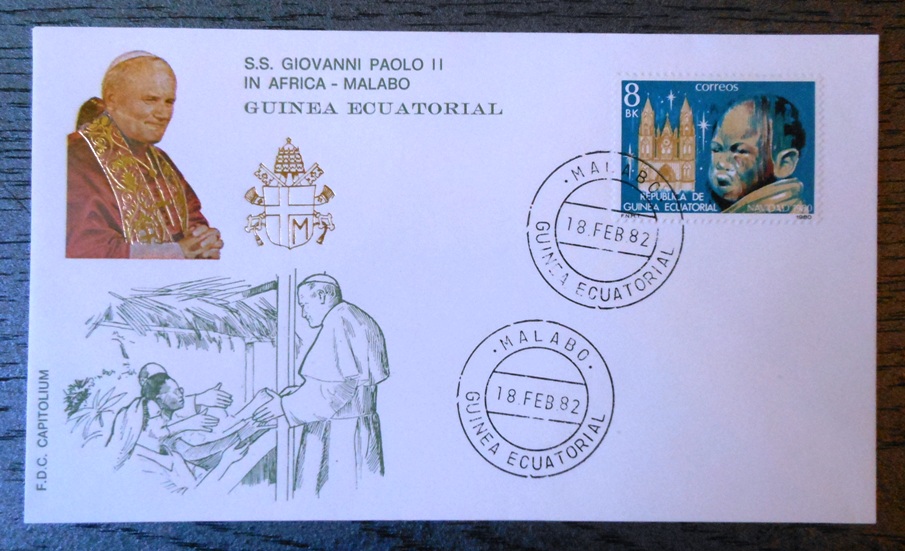 S.S. GIOVANNI PAOLO II
IN AFRICA - MALABO
GUINEA ECUATORIAL
8
BK
correos
REPUBLICA DE
GUINEA ECUATORIAL
NAVIDAD 1980
1980
· MALABO ·
18. FEB. 82
GUINEA ECUATORIAL
M
· MALABO ·
18. FEB. 82
GUINEA ECUATORIAL
F.D.C. CAPITOLIUM